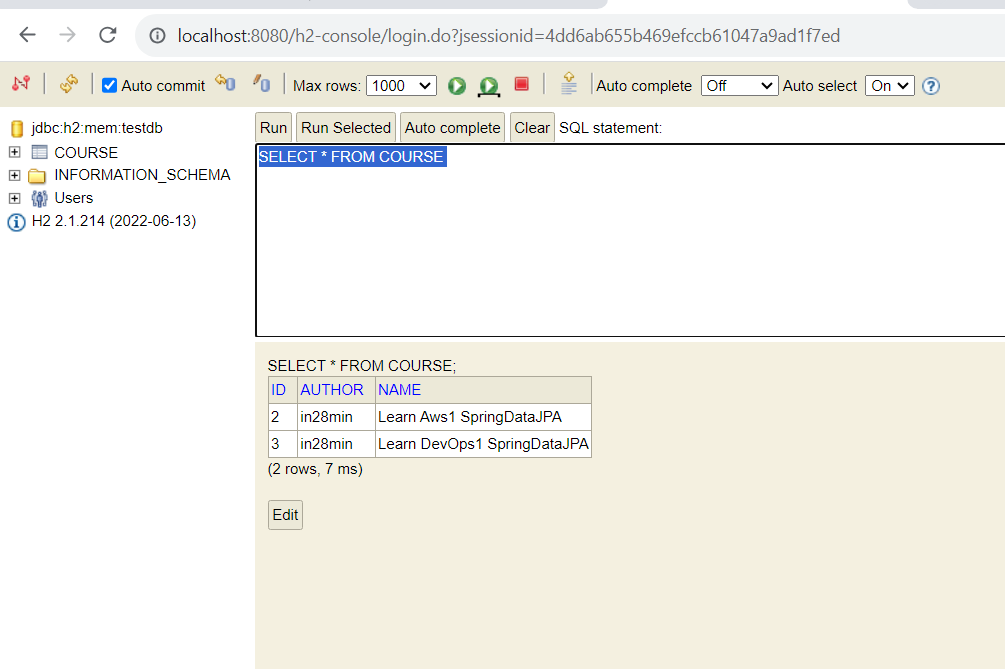 localhost:8080/h2-console/login.do?jsessionid=4dd6ab655b469efccb61047a9ad1f7ed
Auto commit Max rows: 1000 Auto complete Off Auto select On ?
jdbc:h2:mem:testdb
COURSE
INFORMATION_SCHEMA
Users
H2 2.1.214 (2022-06-13)
Run Run Selected Auto complete Clear SQL statement:
SELECT * FROM COURSE
SELECT * FROM COURSE;
ID AUTHOR NAME
2 in28min Learn Aws1 SpringDataJPA
3 in28min Learn DevOps1 SpringDataJPA
(2 rows, 7 ms)
Edit